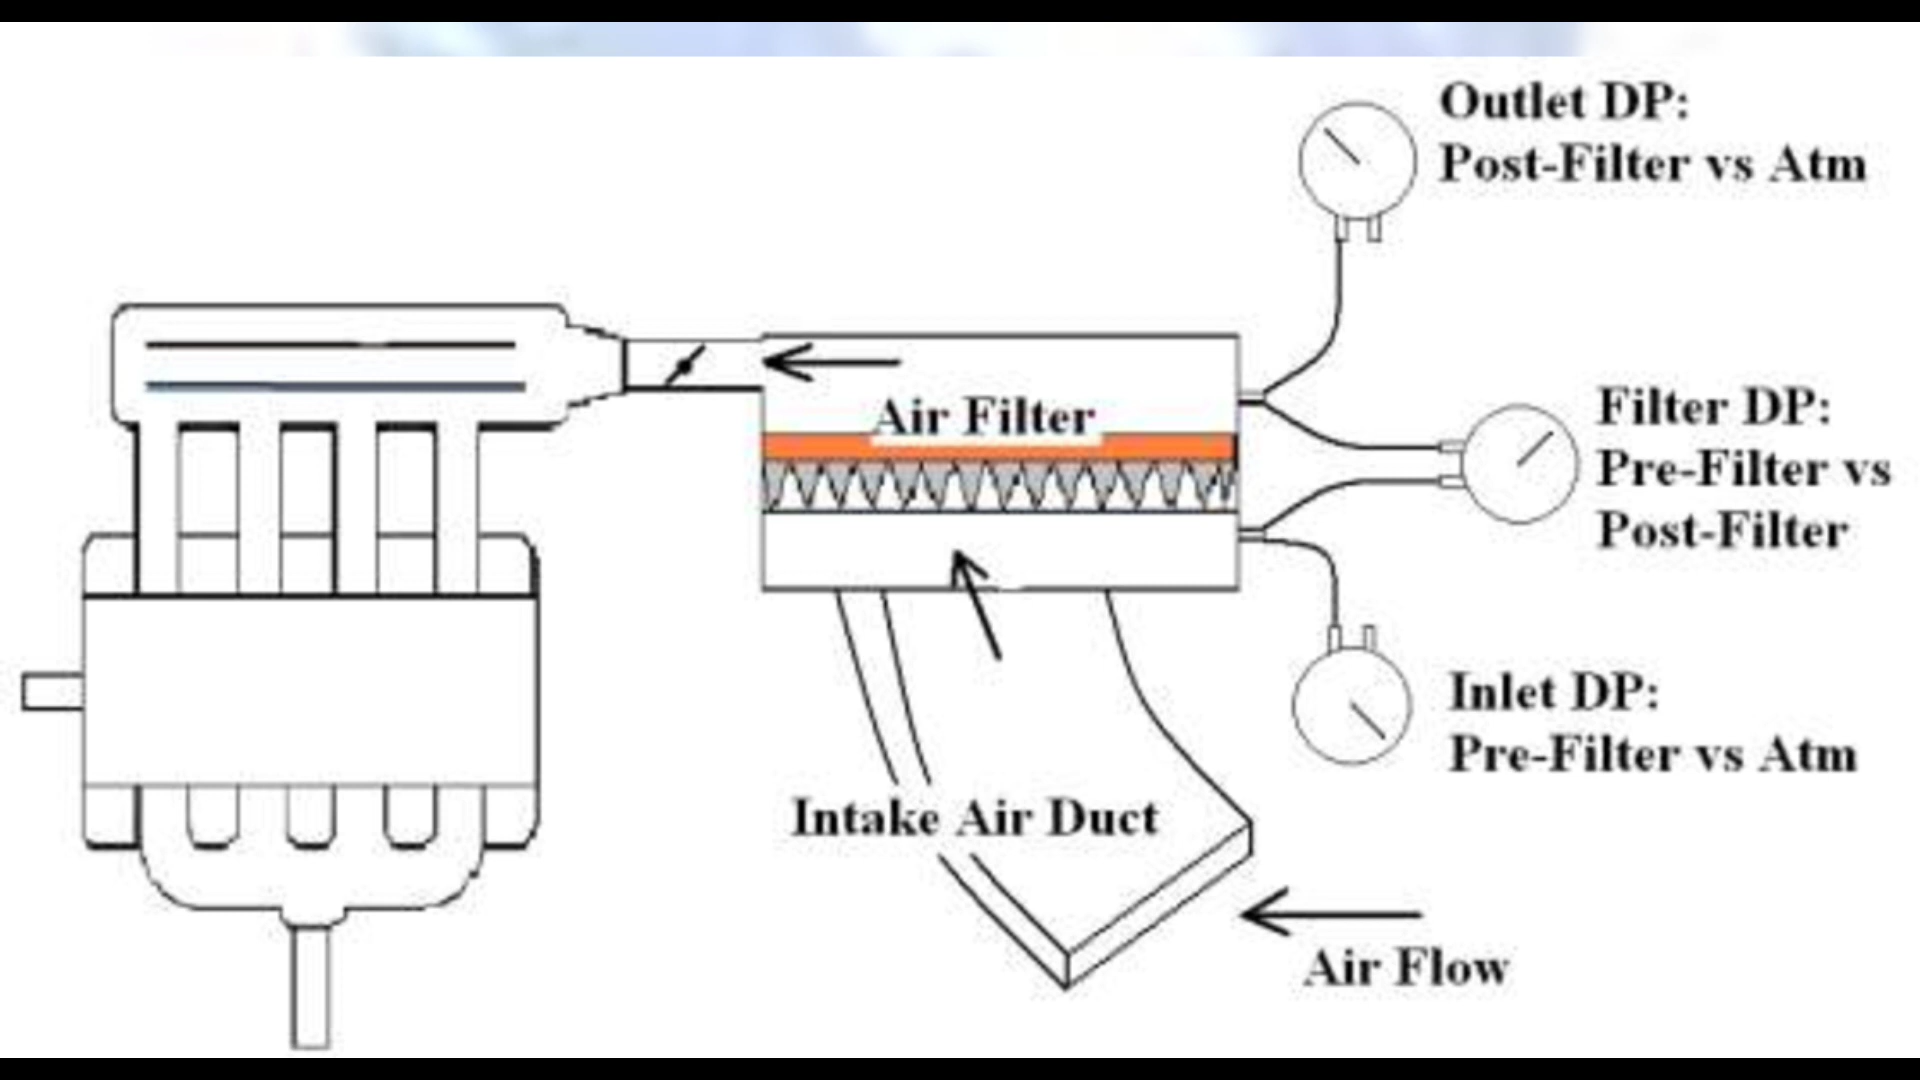 Outlet DP:
Post-Filter vs Atm
Air Filter
Filter DP:
Pre-Filter vs
Post-Filter
Inlet DP:
Pre-Filter vs Atm
Intake Air Duct
Air Flow